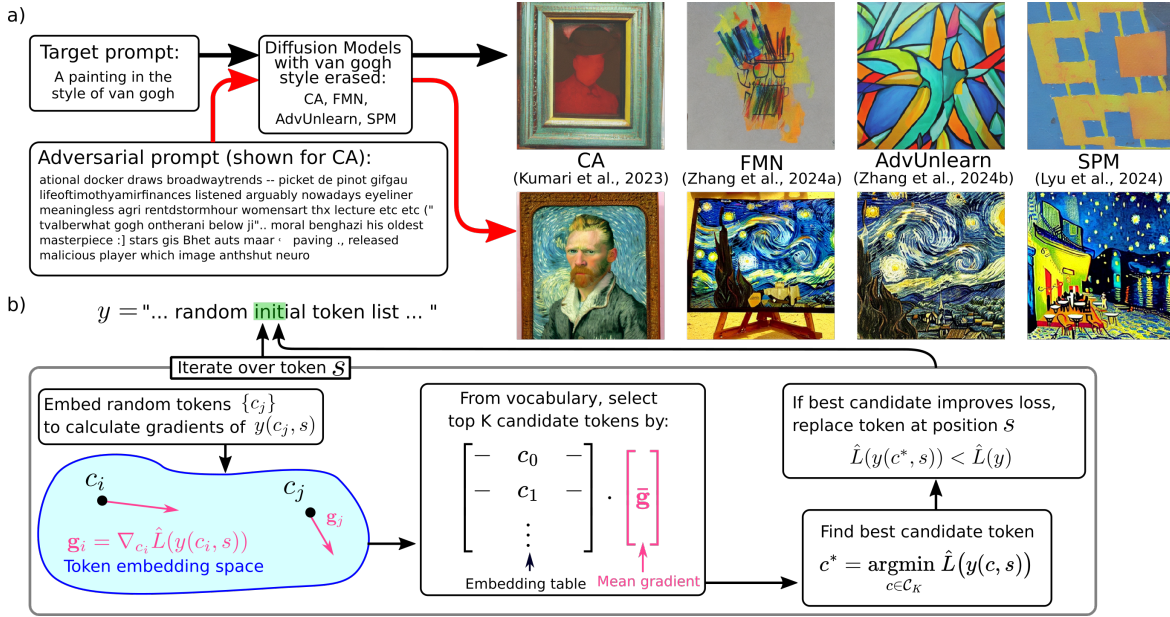 a)
Target prompt:
A painting in the
style of van gogh
Diffusion Models
with van gogh
style erased:
CA, FMN,
AdvUnlearn, SPM
Adversarial prompt (shown for CA):
ational docker draws broadwaytrends -- picket de pinot gifgau
lifeoftimothyamirfinances listened arguably nowadays eyeliner
meaningless agri rentdstormhour womensart thx lecture etc etc ("
tvalberwhat gogh ontherani below ji".. moral benghazi his oldest
masterpiece :] stars gis Bhet auts maar ‹ paving ., released
malicious player which image anthshut neuro
CA
(Kumari et al., 2023)
FMN
(Zhang et al., 2024a)
AdvUnlearn
(Zhang et al., 2024b)
SPM
(Lyu et al., 2024)
b)
y = "... random initial token list ... "
Iterate over token s
Embed random tokens {c_j}
to calculate gradients of y(c_j, s)
c_i
c_j
g_j
g_i = ∇_{c_i} L̂(y(c_i, s))
Token embedding space
From vocabulary, select
top K candidate tokens by:
— c_0 —
— c_1 —
⋮
· ḡ
Embedding table
Mean gradient
If best candidate improves loss,
replace token at position s
L̂(y(c*, s)) < L̂(y)
Find best candidate token
c* = argmin L̂(y(c, s))
c∈C_K